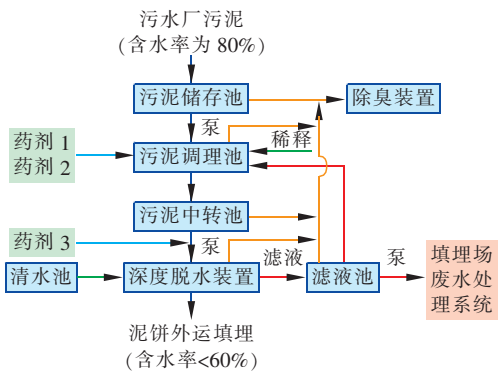 污水厂污泥
(含水率为 80%)
污泥储存池
除臭装置
泵
药剂 1
药剂 2
稀释
污泥调理池
污泥中转池
药剂 3
泵
滤液
泵
清水池
深度脱水装置
滤液池
填埋场
废水处
理系统
泥饼外运填埋
(含水率<60%)